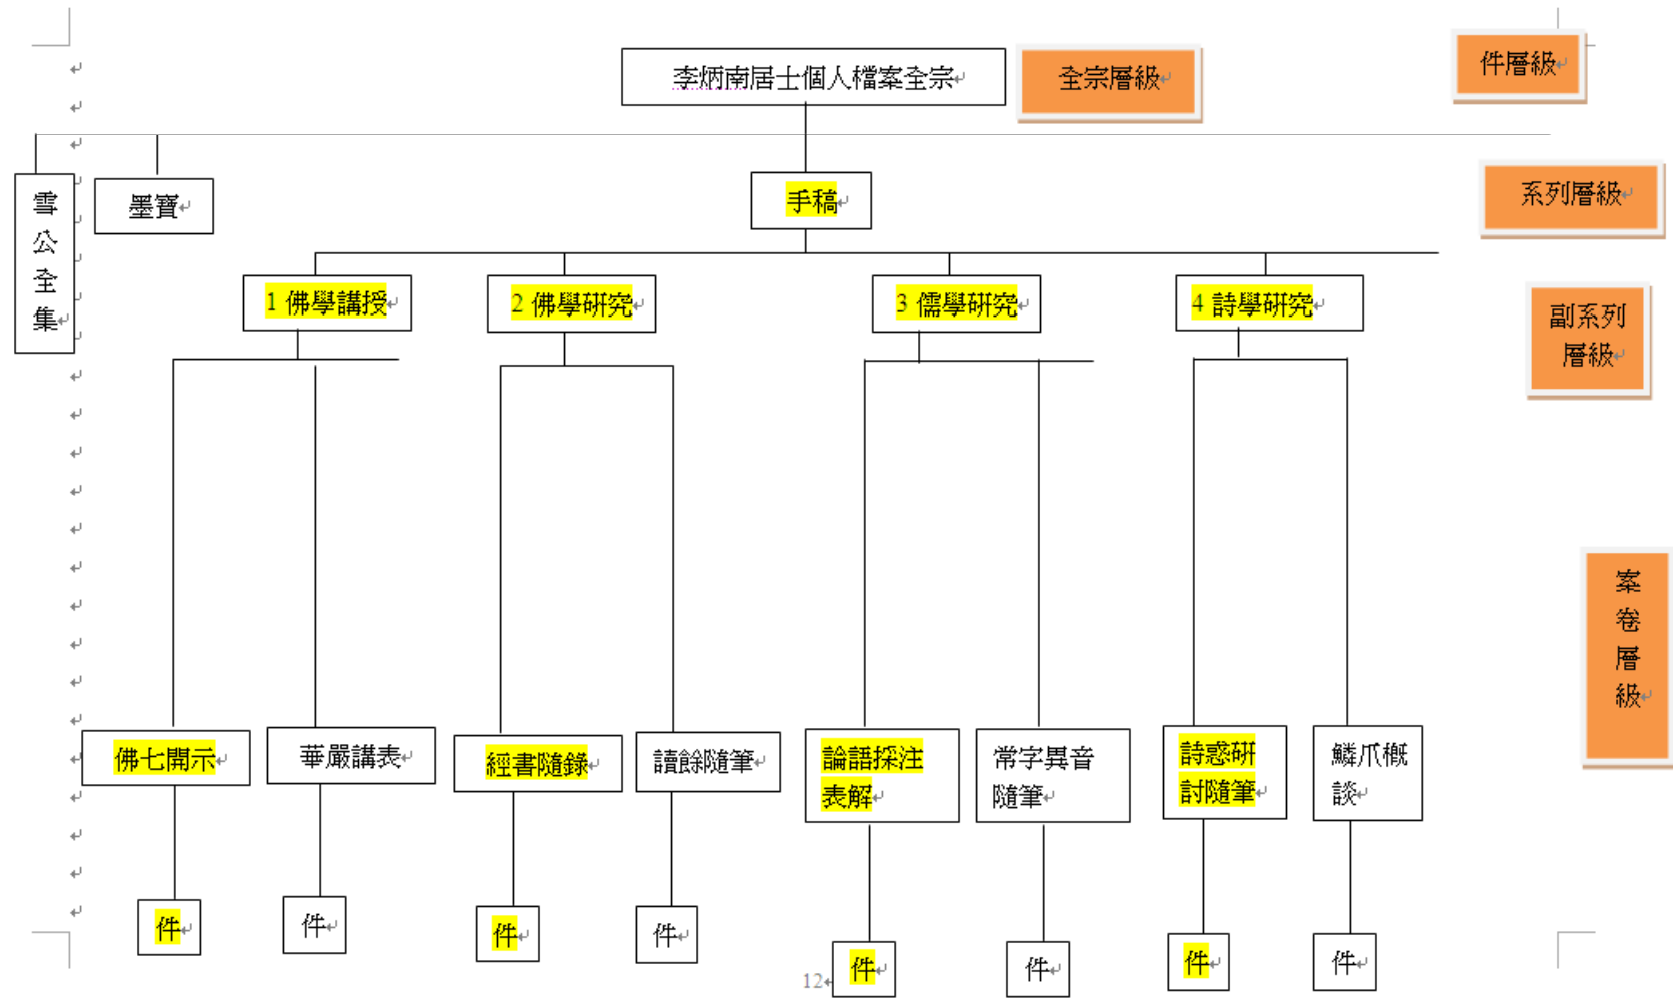 李炳南居士個人檔案全宗
全宗層級
件層級
雪公全集
墨寶
手稿
系列層級
1 佛學講授
2 佛學研究
3 儒學研究
4 詩學研究
副系列
層級
案卷層級
佛七開示
華嚴講表
經書隨錄
讀餘隨筆
論語採注
表解
常字異音
隨筆
詩惑研
討隨筆
鱗爪概
談
件
件
件
件
件
件
件
件
12